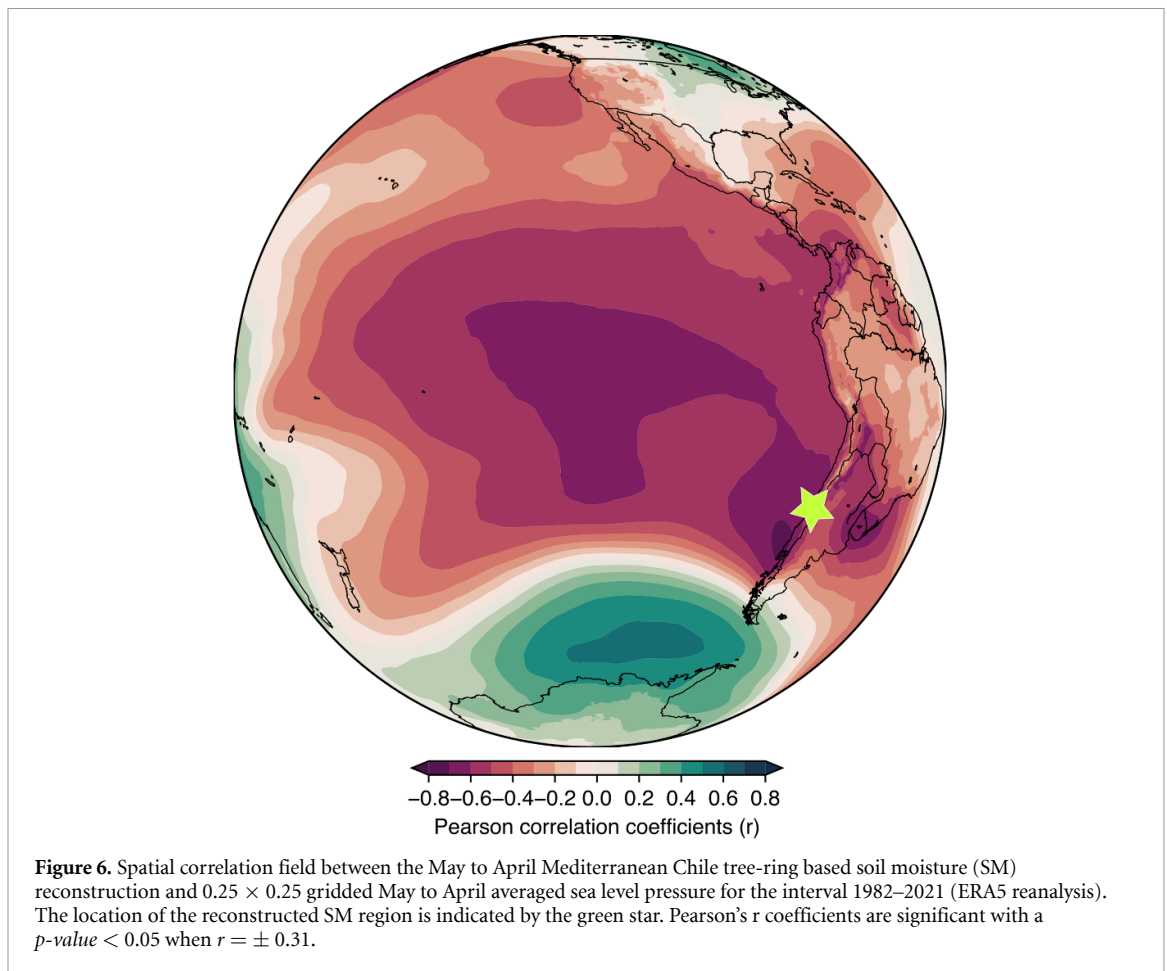 −0.8−0.6−0.4−0.2 0.0 0.2 0.4 0.6 0.8
Pearson correlation coefficients (r)
Figure 6. Spatial correlation field between the May to April Mediterranean Chile tree-ring based soil moisture (SM)
reconstruction and 0.25 × 0.25 gridded May to April averaged sea level pressure for the interval 1982–2021 (ERA5 reanalysis).
The location of the reconstructed SM region is indicated by the green star. Pearson's r coefficients are significant with a
p-value < 0.05 when r = ± 0.31.